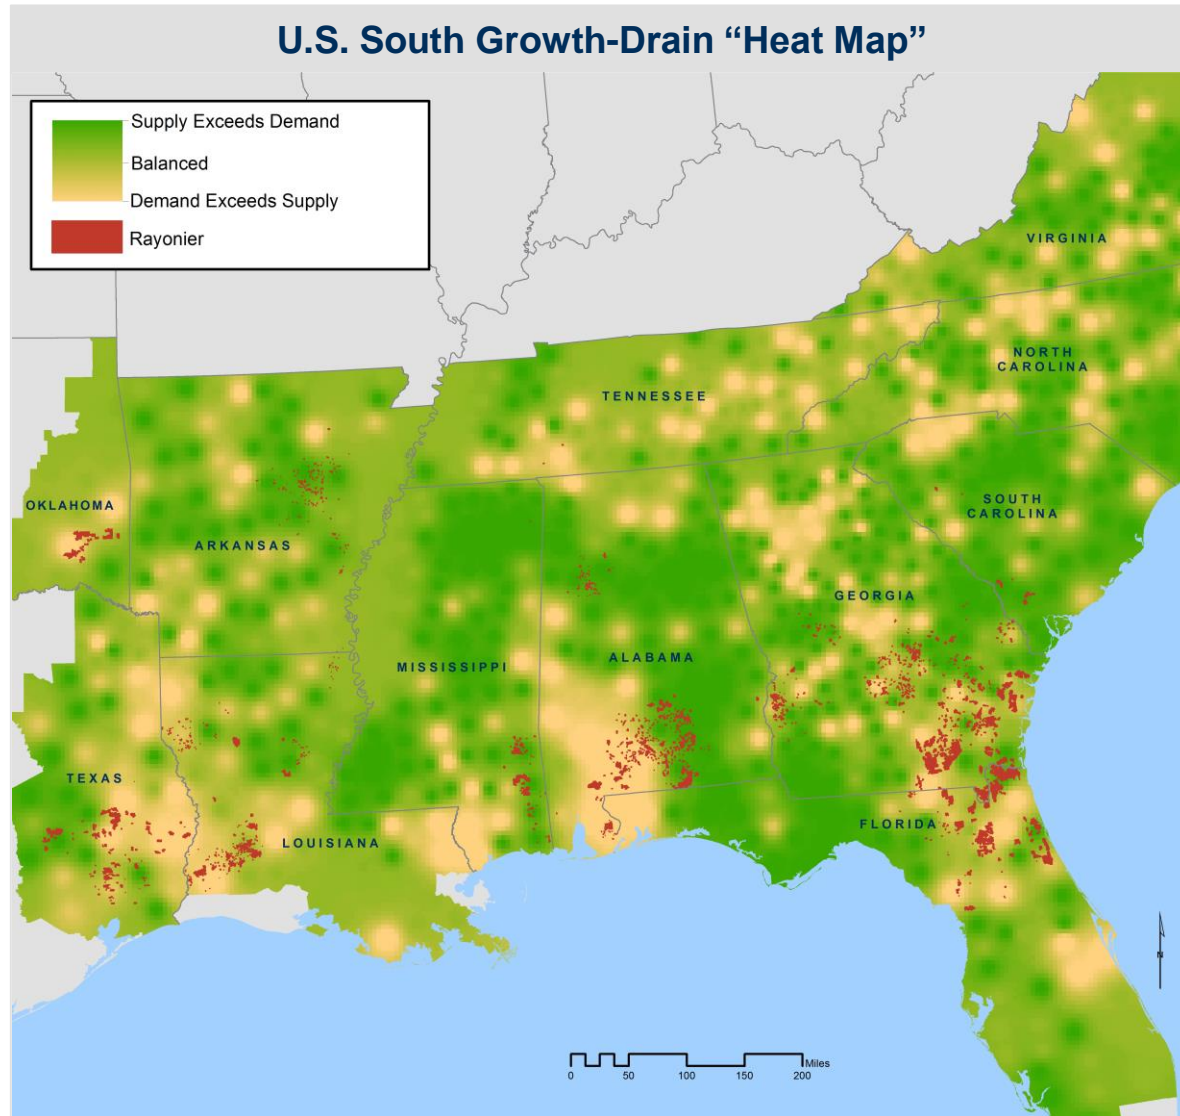 U.S. South Growth-Drain “Heat Map”
Supply Exceeds Demand
Balanced
Demand Exceeds Supply
Rayonier
VIRGINIA
NORTH
CAROLINA
TENNESSEE
OKLAHOMA
ARKANSAS
SOUTH
CAROLINA
GEORGIA
MISSISSIPPI
ALABAMA
TEXAS
LOUISIANA
FLORIDA
N
Miles
0 50 100 150 200